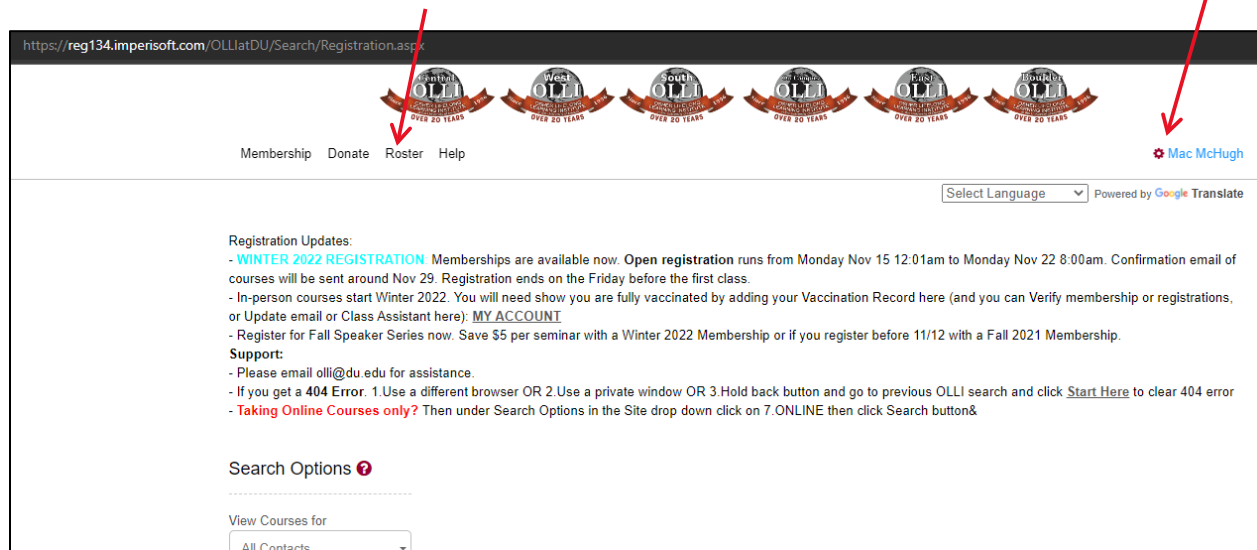 https://reg134.imperisoft.com/OLLIatDU/Search/Registration.aspx
Central West South On Campus East Boulder
OLLI OLLI OLLI OLLI OLLI OLLI
OVER 20 YEARS OVER 20 YEARS OVER 20 YEARS OVER 20 YEARS OVER 20 YEARS OVER 20 YEARS
Membership Donate Roster Help Mac McHugh
Select Language Powered by Google Translate
Registration Updates:
- WINTER 2022 REGISTRATION: Memberships are available now. Open registration runs from Monday Nov 15 12:01am to Monday Nov 22 8:00am. Confirmation email of
courses will be sent around Nov 29. Registration ends on the Friday before the first class.
- In-person courses start Winter 2022. You will need show you are fully vaccinated by adding your Vaccination Record here (and you can Verify membership or registrations,
or Update email or Class Assistant here): MY ACCOUNT
- Register for Fall Speaker Series now. Save $5 per seminar with a Winter 2022 Membership or if you register before 11/12 with a Fall 2021 Membership.
Support:
- Please email olli@du.edu for assistance.
- If you get a 404 Error. 1.Use a different browser OR 2.Use a private window OR 3.Hold back button and go to previous OLLI search and click Start Here to clear 404 error
- Taking Online Courses only? Then under Search Options in the Site drop down click on 7.ONLINE then click Search button&
Search Options
View Courses for
All Contacts